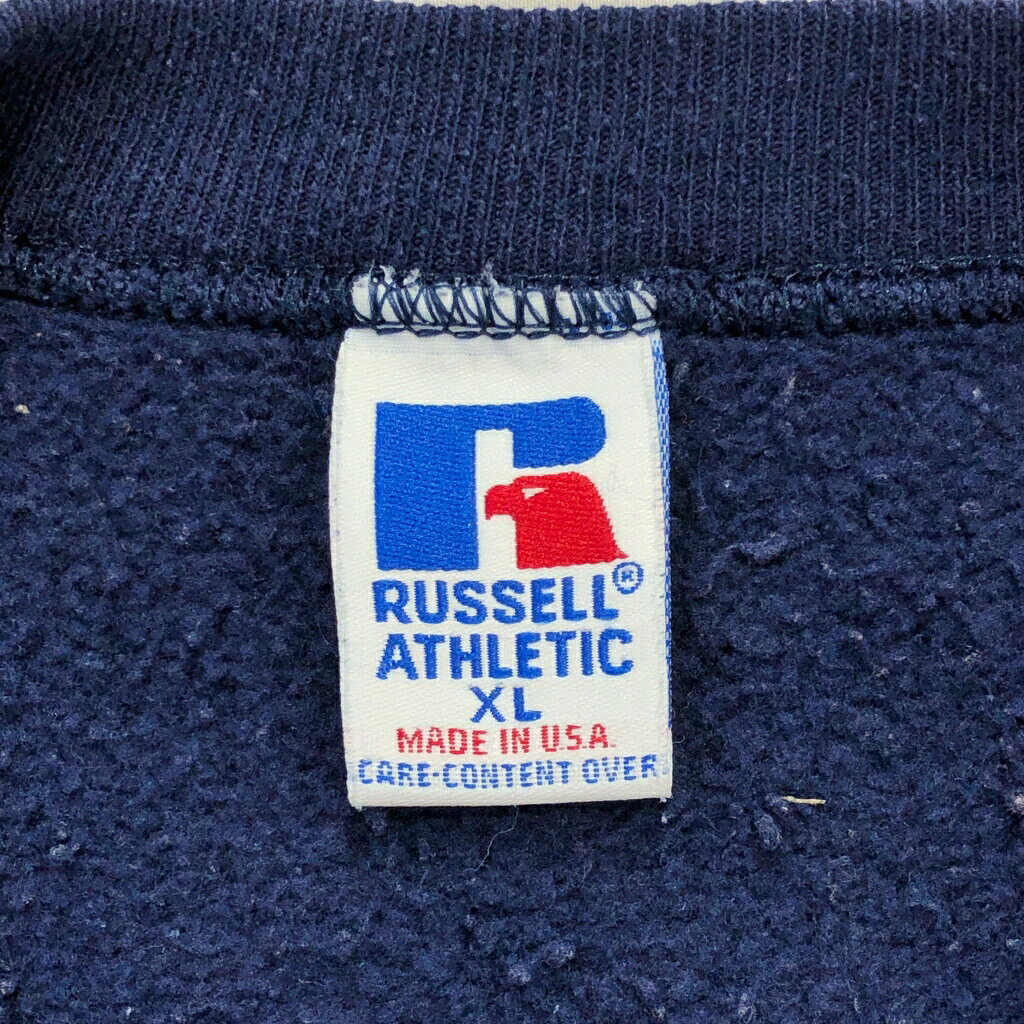 RUSSELL®
ATHLETIC
XL
MADE IN U.S.A.
CARE-CONTENT OVER